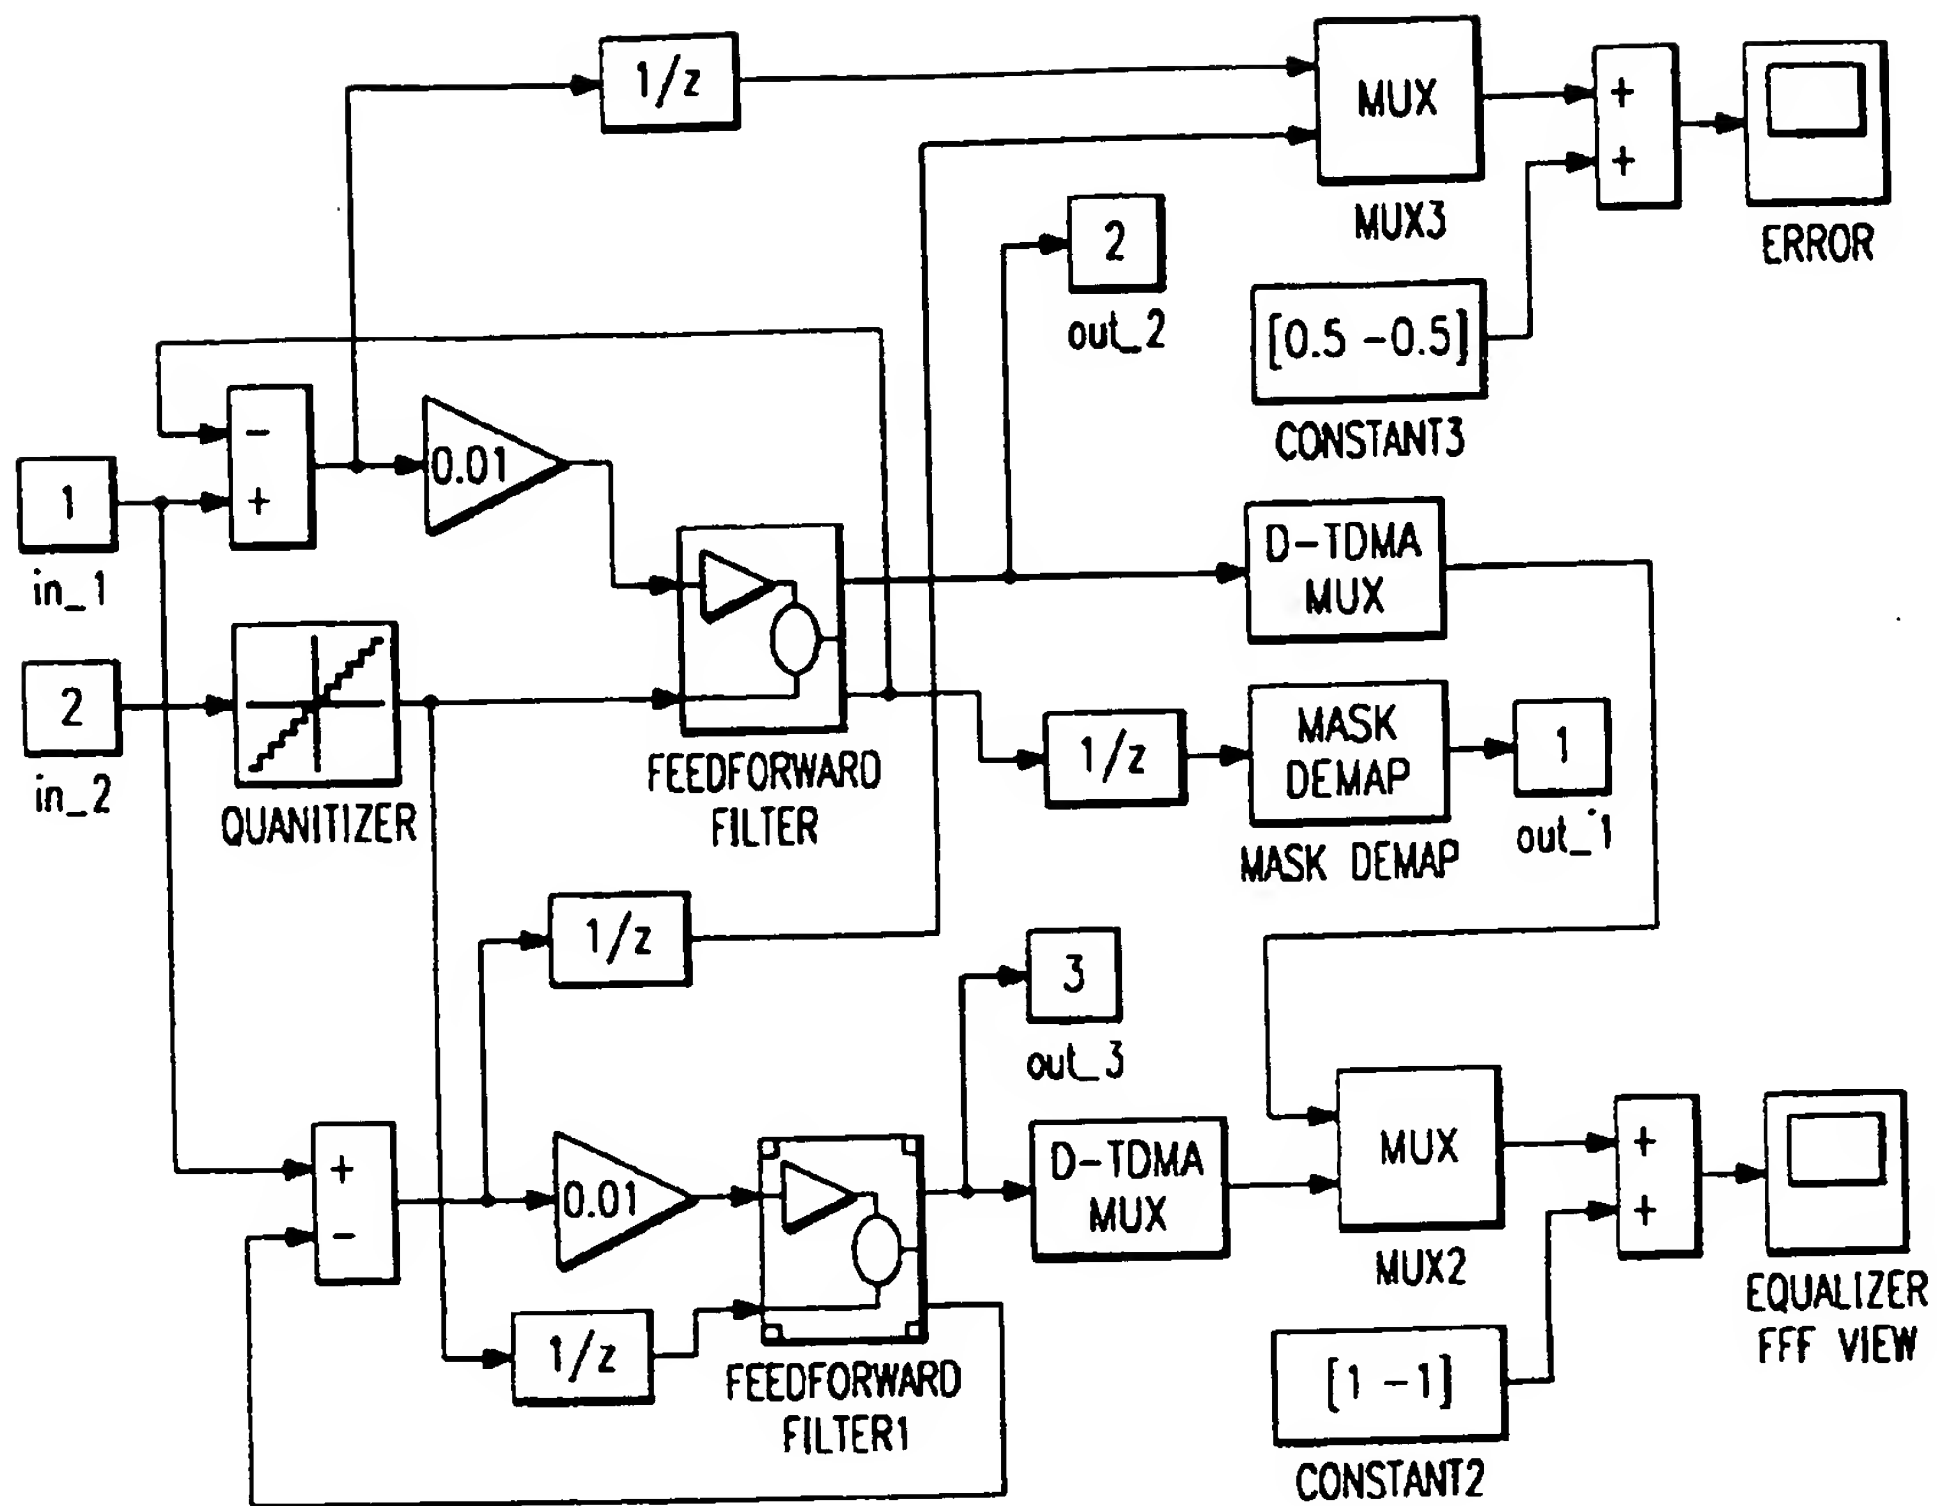 1/z
MUX
MUX3
+
+
ERROR
2
out_2
[0.5 -0.5]
CONSTANT3
-
+
0.01
1
in_1
2
in_2
QUANITIZER
FEEDFORWARD
FILTER
D-TDMA
MUX
1/z
MASK
DEMAP
MASK DEMAP
1
out_1
1/z
3
out_3
+
-
0.01
1/z
FEEDFORWARD
FILTER1
D-TDMA
MUX
MUX
MUX2
+
+
EQUALIZER
FFF VIEW
[1 -1]
CONSTANT2